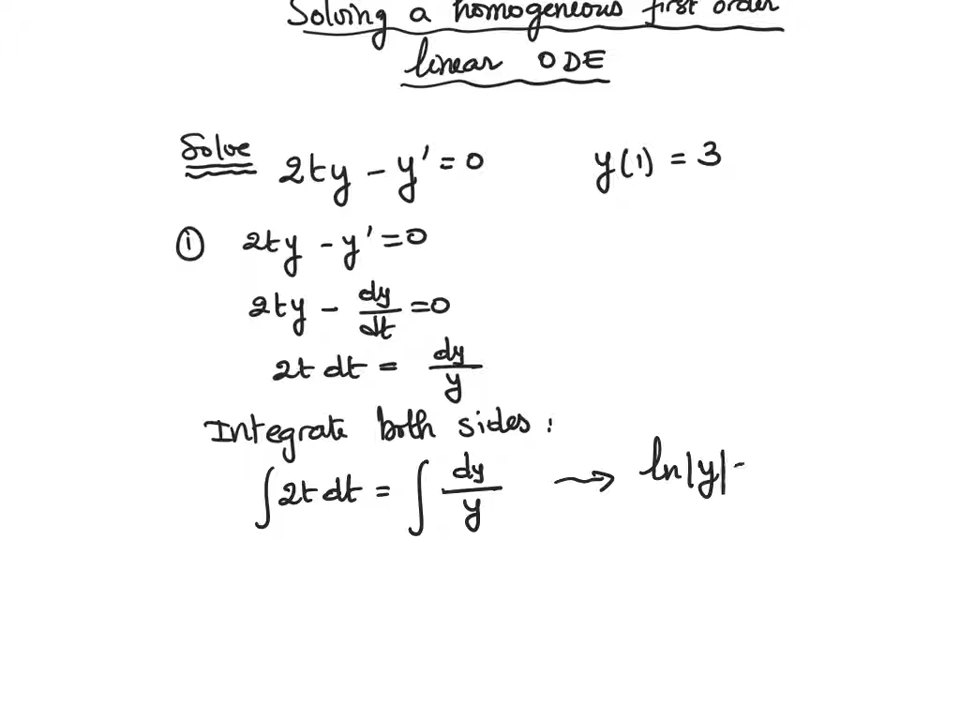 Solving a homogeneous first order
linear ODE
Solve 2ty - y' = 0 y(1) = 3
① 2ty - y' = 0
2ty - dy/dt = 0
2t dt = dy/y
Integrate both sides :
∫ 2t dt = ∫ dy/y → ln|y| -